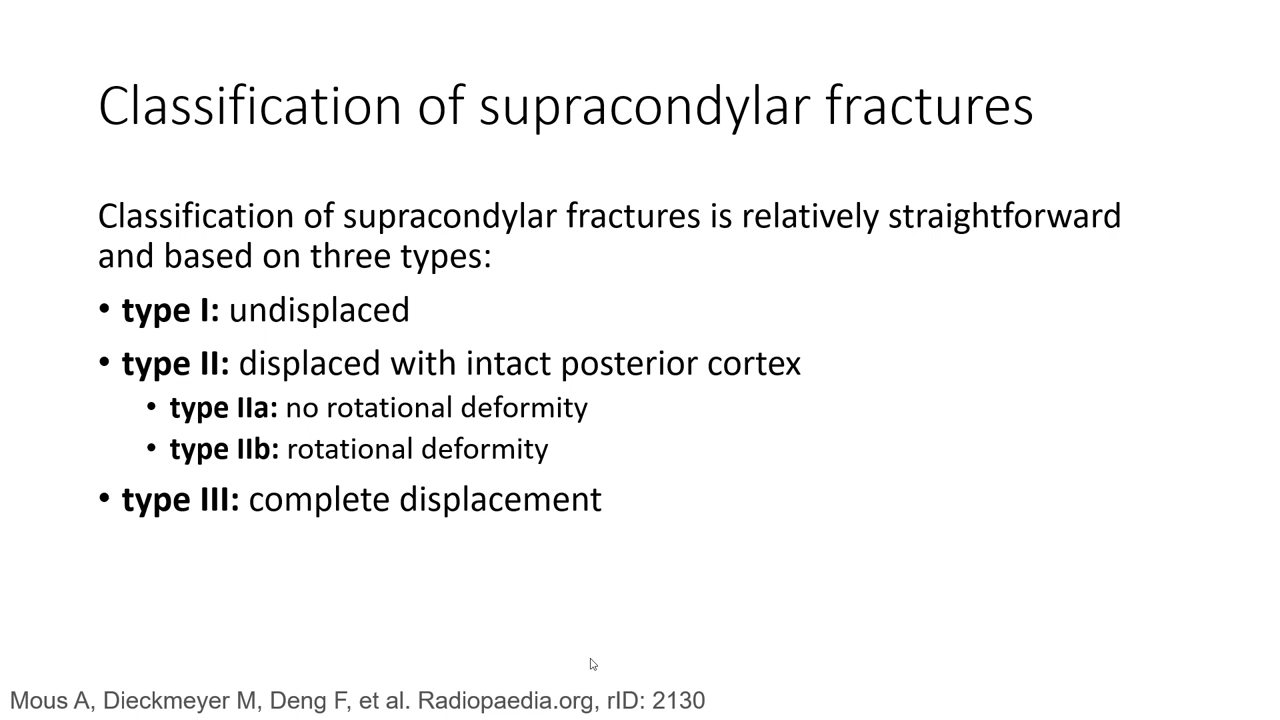 Classification of supracondylar fractures
Classification of supracondylar fractures is relatively straightforward
and based on three types:
• type I: undisplaced
• type II: displaced with intact posterior cortex
• type IIa: no rotational deformity
• type IIb: rotational deformity
• type III: complete displacement
Mous A, Dieckmeyer M, Deng F, et al. Radiopaedia.org, rID: 2130